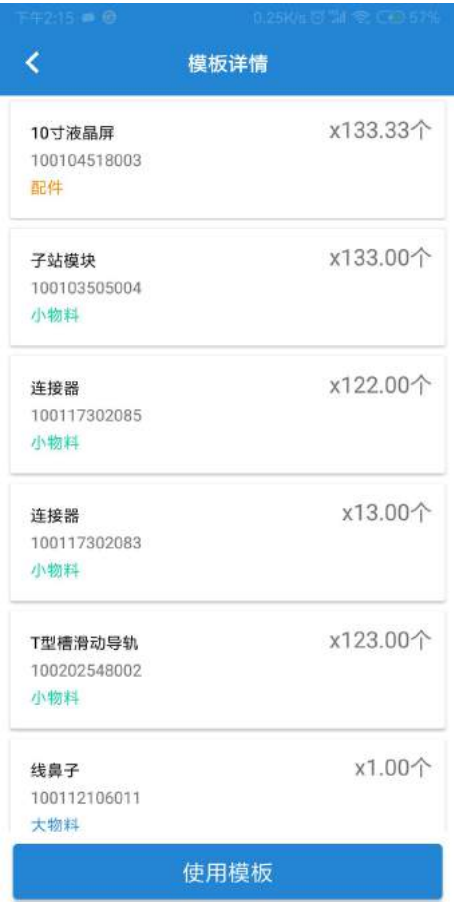 下午2:15
0.25K/s
57%
模板详情
10寸液晶屏
x133.33个
100104518003
配件
子站模块
x133.00个
100103505004
小物料
连接器
x122.00个
100117302085
小物料
连接器
x13.00个
100117302083
小物料
T型槽滑动导轨
x123.00个
100202548002
小物料
线鼻子
x1.00个
100112106011
大物料
使用模板